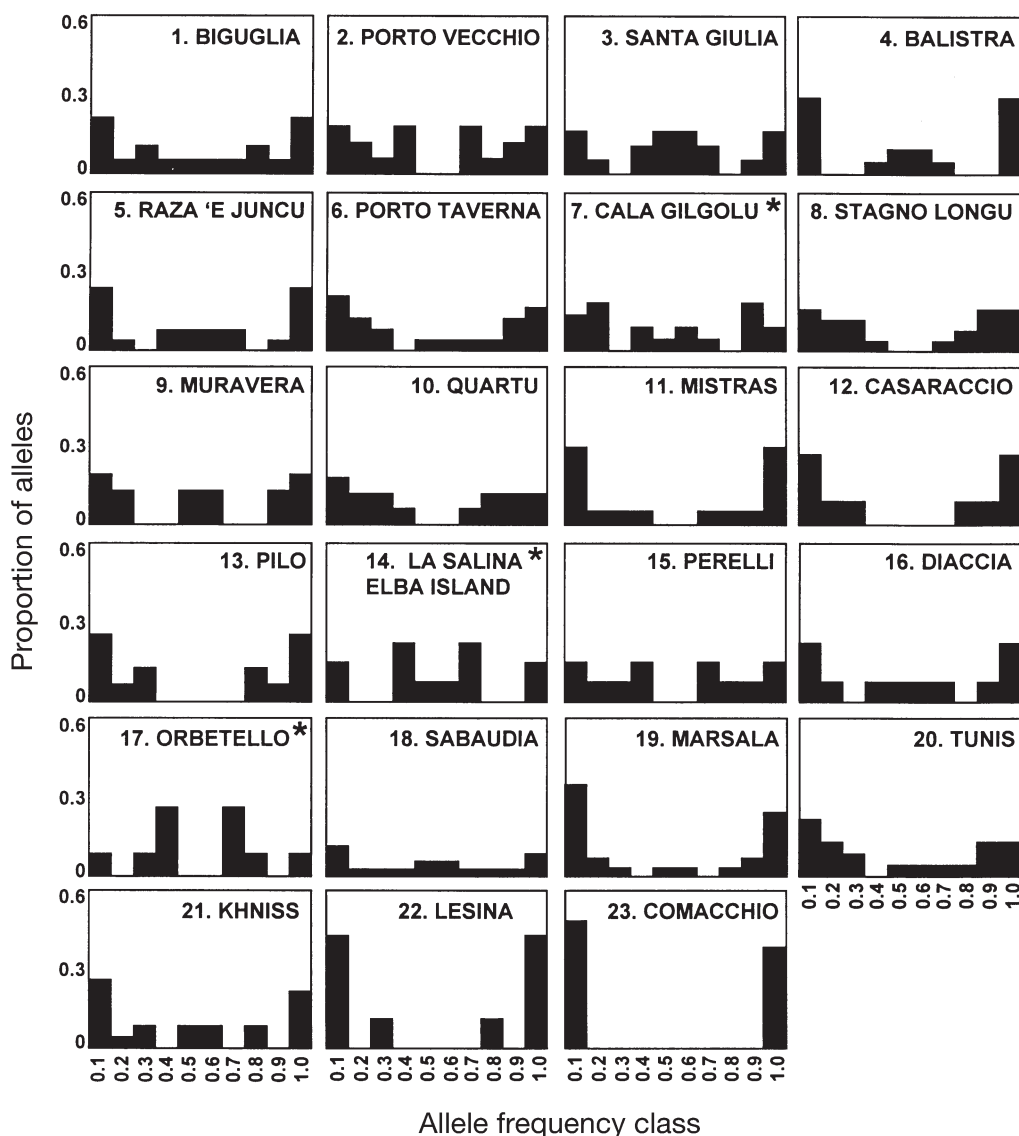 Proportion of alleles
0.6
0.3
0
1. BIGUGLIA
2. PORTO VECCHIO
3. SANTA GIULIA
4. BALISTRA
0.6
0.3
0
5. RAZA ‘E JUNCU
6. PORTO TAVERNA
7. CALA GILGOLU *
8. STAGNO LONGU
0.6
0.3
0
9. MURAVERA
10. QUARTU
11. MISTRAS
12. CASARACCIO
0.6
0.3
0
13. PILO
14. LA SALINA *
ELBA ISLAND
15. PERELLI
16. DIACCIA
0.6
0.3
0
17. ORBETELLO *
18. SABAUDIA
19. MARSALA
20. TUNIS
0.1 0.2 0.3 0.4 0.5 0.6 0.7 0.8 0.9 1.0
0.6
0.3
0
21. KHNISS
22. LESINA
23. COMACCHIO
0.1 0.2 0.3 0.4 0.5 0.6 0.7 0.8 0.9 1.0
0.1 0.2 0.3 0.4 0.5 0.6 0.7 0.8 0.9 1.0
0.1 0.2 0.3 0.4 0.5 0.6 0.7 0.8 0.9 1.0
Allele frequency class